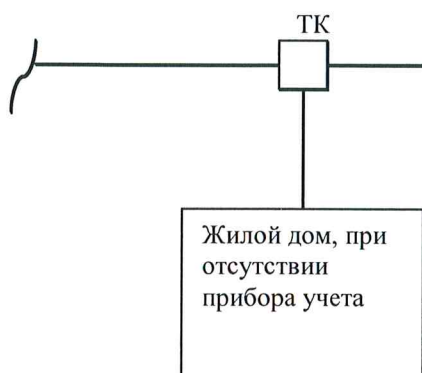 ТК
Жилой дом, при
отсутствии
прибора учета